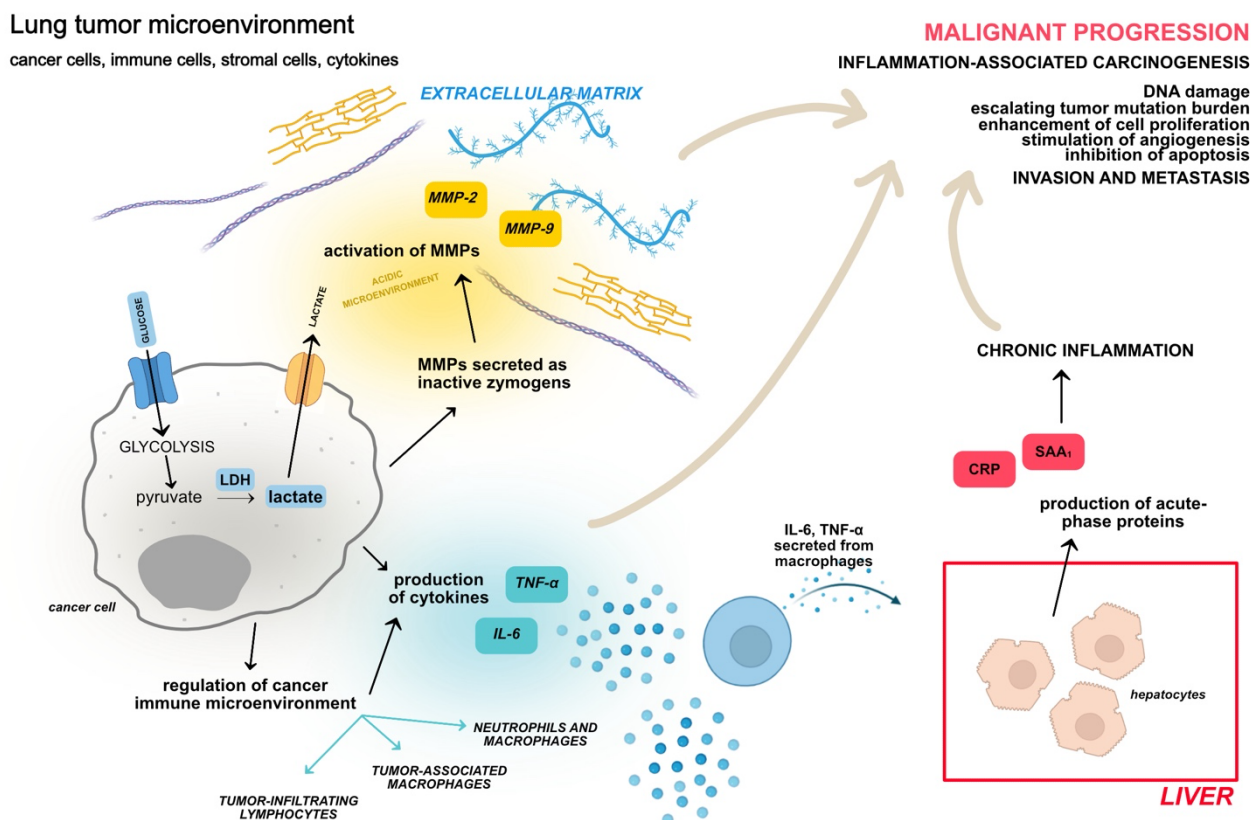 Lung tumor microenvironment
cancer cells, immune cells, stromal cells, cytokines
MALIGNANT PROGRESSION
INFLAMMATION-ASSOCIATED CARCINOGENESIS
DNA damage
escalating tumor mutation burden
enhancement of cell proliferation
stimulation of angiogenesis
inhibition of apoptosis
INVASION AND METASTASIS
EXTRACELLULAR MATRIX
MMP-2
MMP-9
activation of MMPs
ACIDIC
MICROENVIRONMENT
GLUCOSE
LACTATE
MMPs secreted as
inactive zymogens
GLYCOLYSIS
pyruvate
LDH
lactate
cancer cell
production
of cytokines
TNF-α
IL-6
regulation of cancer
immune microenvironment
NEUTROPHILS AND
MACROPHAGES
TUMOR-ASSOCIATED
MACROPHAGES
TUMOR-INFILTRATING
LYMPHOCYTES
IL-6, TNF-α
secreted from
macrophages
CHRONIC INFLAMMATION
CRP
SAA₁
production of acute-
phase proteins
hepatocytes
LIVER